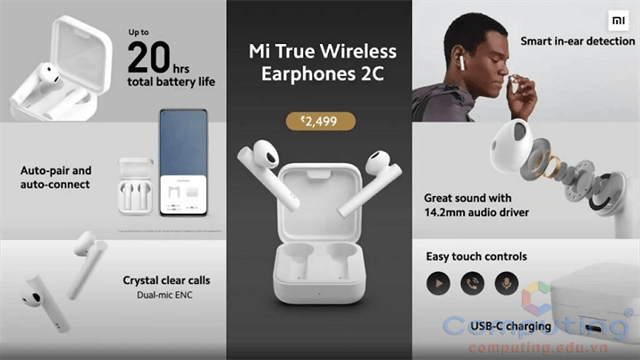 Up to
20 hrs
total battery life
Auto-pair and
auto-connect
Crystal clear calls
Dual-mic ENC
Mi True Wireless
Earphones 2C
₹2,499
MI
Smart in-ear detection
Great sound with
14.2mm audio driver
Easy touch controls
USB-C charging
Computing
computing.edu.vn